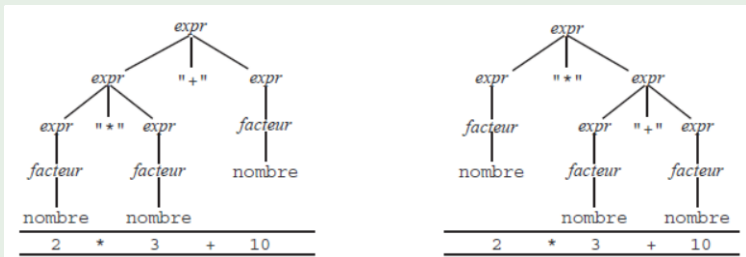 expr expr
expr "+" expr expr "*" expr
expr "*" expr facteur facteur expr "+" expr
facteur facteur nombre nombre facteur facteur
nombre nombre nombre nombre
2 * 3 + 10 2 * 3 + 10